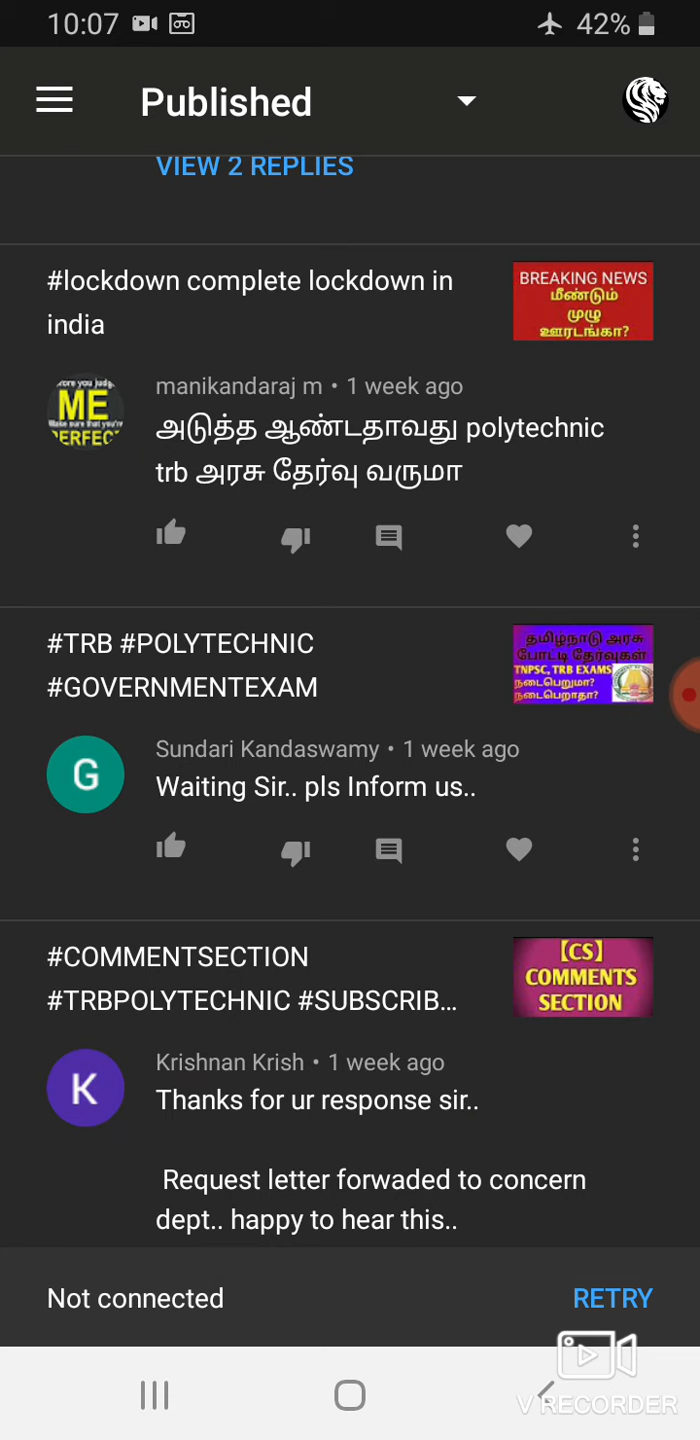 10:07 42%
Published
VIEW 2 REPLIES
#lockdown complete lockdown in
india
BREAKING NEWS
மீண்டும்
முழு
ஊரடங்கா?
ME
manikandaraj m • 1 week ago
அடுத்த ஆண்டதாவது polytechnic
trb அரசு தேர்வு வருமா
#TRB #POLYTECHNIC
#GOVERNMENTEXAM
தமிழ்நாடு அரசு
போட்டி தேர்வுகள்
TNPSC, TRB EXAMS
நடைபெறுமா?
நடைபெறாதா?
G
Sundari Kandaswamy • 1 week ago
Waiting Sir.. pls Inform us..
#COMMENTSECTION
#TRBPOLYTECHNIC #SUBSCRIB...
【CS】
COMMENTS
SECTION
K
Krishnan Krish • 1 week ago
Thanks for ur response sir..
Request letter forwaded to concern
dept.. happy to hear this..
Not connected
RETRY
V RECORDER